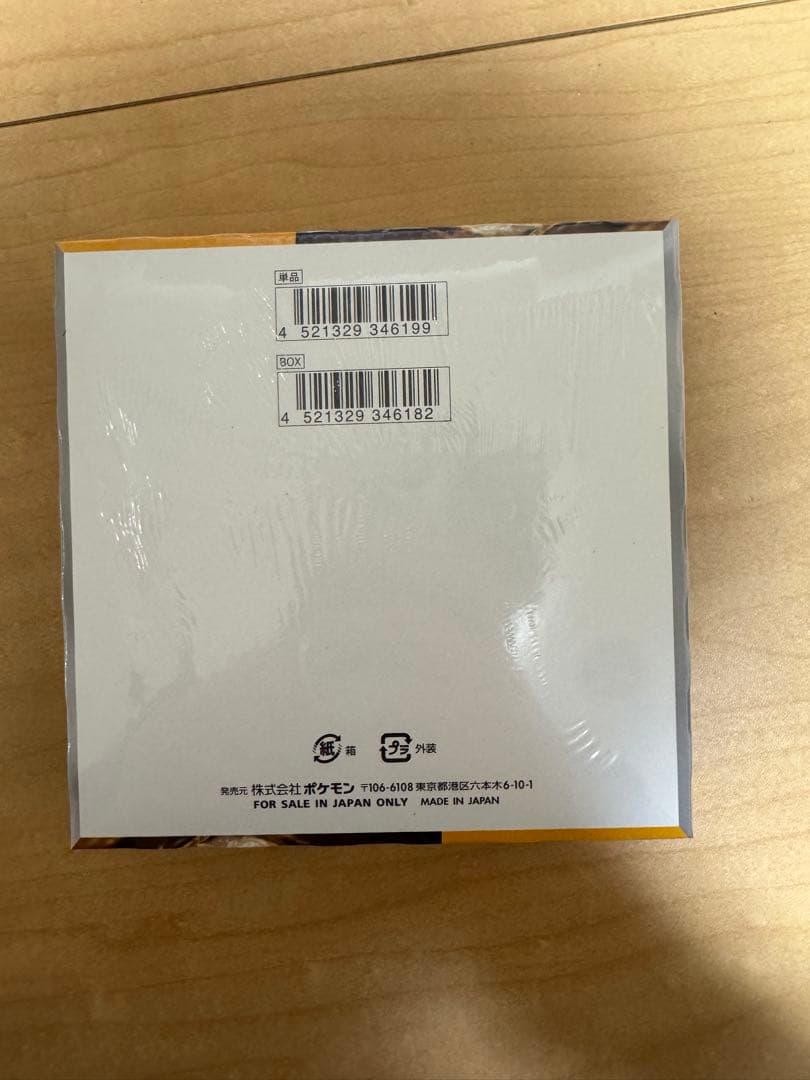 単品
4 521329 346199
BOX
4 521329 346182
紙 箱 プラ 外装
発売元 株式会社ポケモン 〒106-6108 東京都港区六本木6-10-1
FOR SALE IN JAPAN ONLY MADE IN JAPAN